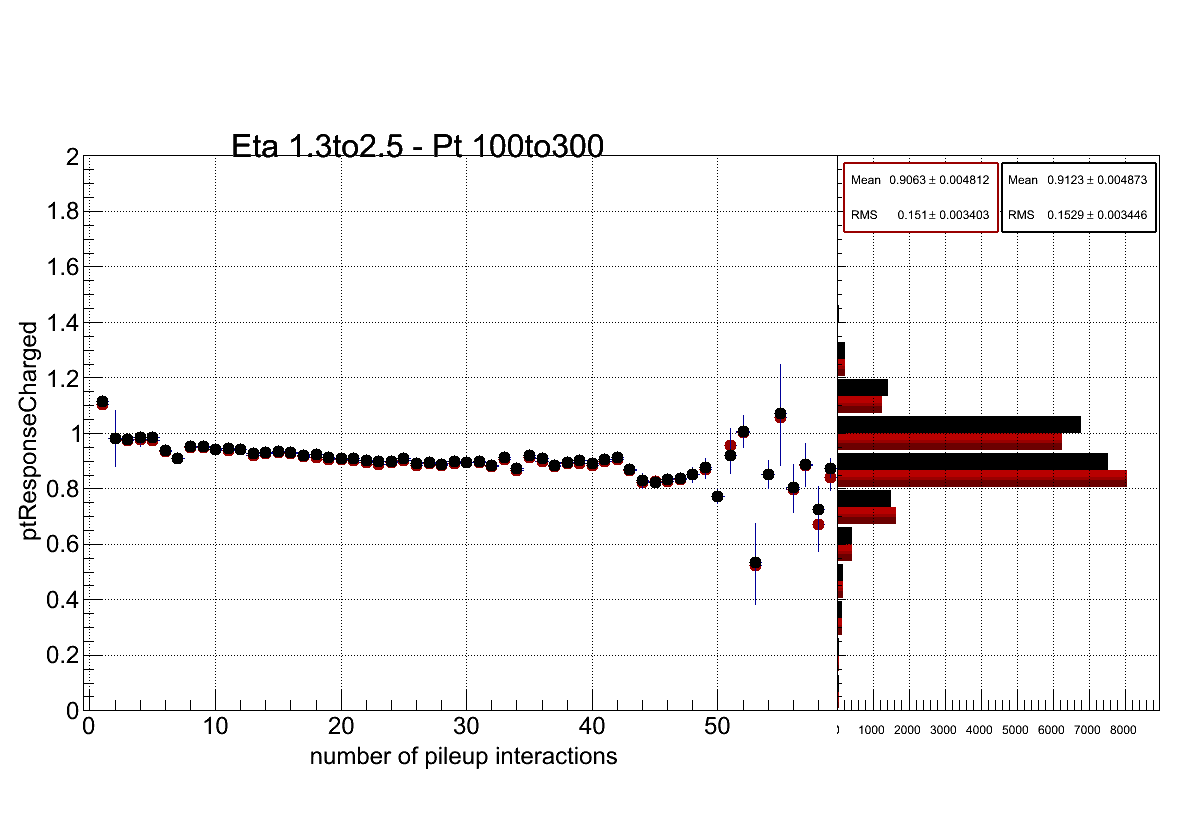 Eta 1.3to2.5 - Pt 100to300
Mean 0.9063 ± 0.004812
RMS 0.151 ± 0.003403
Mean 0.9123 ± 0.004873
RMS 0.1529 ± 0.003446
ptResponseCharged
2
1.8
1.6
1.4
1.2
1
0.8
0.6
0.4
0.2
0
0 10 20 30 40 50
1000 2000 3000 4000 5000 6000 7000 8000
number of pileup interactions